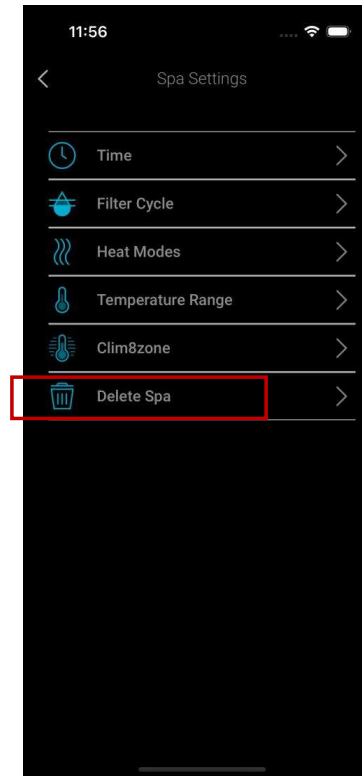 11:56
Spa Settings
Time
Filter Cycle
Heat Modes
Temperature Range
Clim8zone
Delete Spa